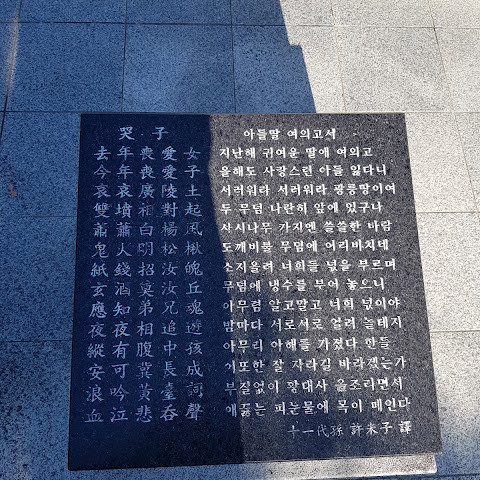 哭子
去年喪愛女
今年喪愛子
哀哀廣陵土
雙墳相對起
蕭蕭白楊風
鬼火明松楸
紙錢招汝魄
玄酒奠汝丘
應知弟兄魂
夜夜相追遊
縱有腹中孩
安可冀長成
浪吟黃臺詞
血泣悲呑聲
아들딸 여의고서
지난해 귀여운 딸애 여의고
올해도 사랑스런 아들 잃다니
서러워라 서러워라 광릉땅이여
두 무덤 나란히 앞에 있구나
사시나무 가지엔 쓸쓸한 바람
도깨비불 무덤에 어리비치네
소지올려 너희들 넋을 부르며
무덤에 냉수를 부어 놓으니
아무렴 알고말고 너희 넋이야
밤마다 서로서로 얼려 놀테지
아무리 아해를 가졌다 한들
이또한 잘 자라길 바라겠는가
부질없이 황대사 읊조리면서
애끓는 피눈물에 목이 메인다
十一代孫 許米子 譯